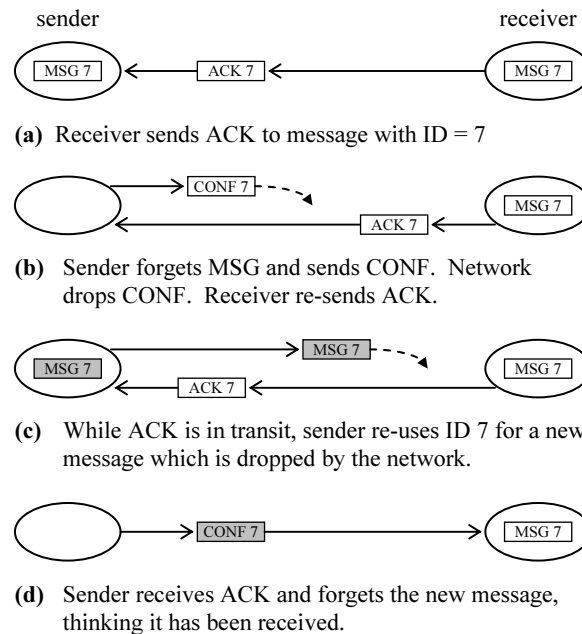 sender receiver
MSG 7 ACK 7 MSG 7
(a) Receiver sends ACK to message with ID = 7
CONF 7
ACK 7 MSG 7
(b) Sender forgets MSG and sends CONF. Network
drops CONF. Receiver re-sends ACK.
MSG 7
MSG 7 MSG 7
ACK 7
(c) While ACK is in transit, sender re-uses ID 7 for a new
message which is dropped by the network.
CONF 7 MSG 7
(d) Sender receives ACK and forgets the new message,
thinking it has been received.